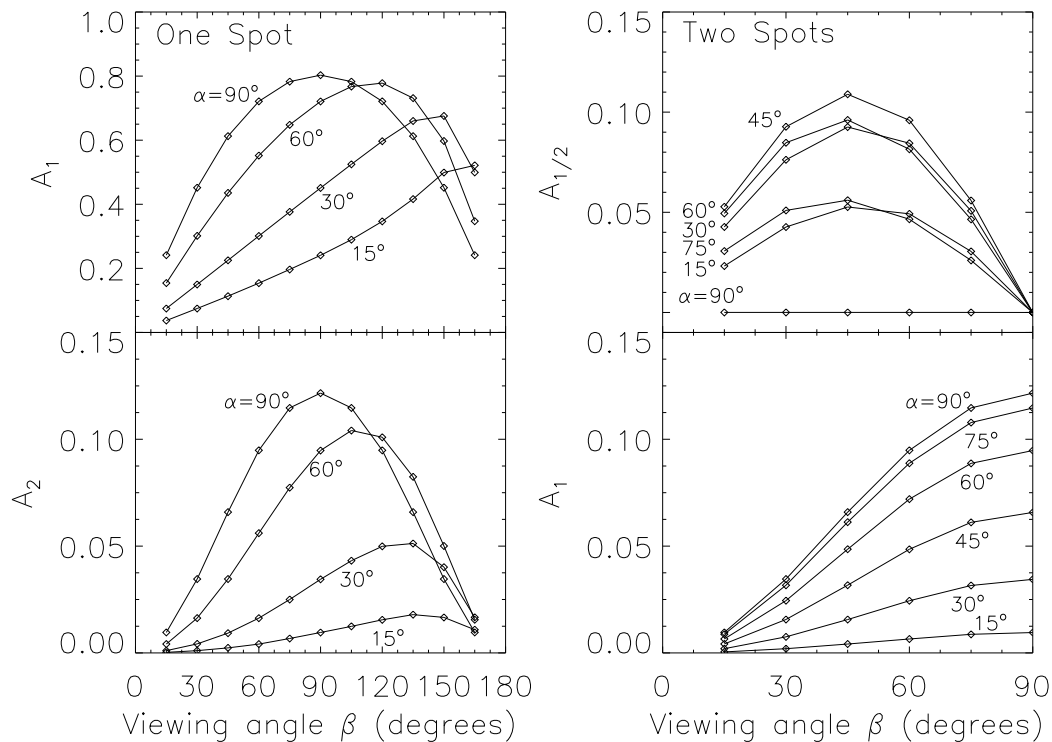 One Spot
A1
1.0
0.8
0.6
0.4
0.2
α=90°
60°
30°
15°
Two Spots
A1/2
0.15
0.10
0.05
45°
60°
30°
75°
15°
α=90°
A2
0.15
0.10
0.05
0.00
α=90°
60°
30°
15°
0 30 60 90 120 150 180
Viewing angle β (degrees)
A1
0.15
0.10
0.05
0.00
α=90°
75°
60°
45°
30°
15°
0 30 60 90
Viewing angle β (degrees)